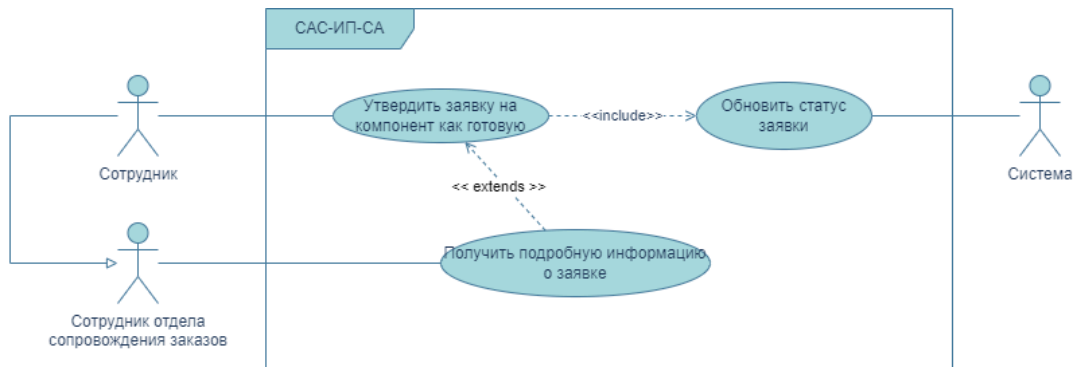 САС-ИП-СА
Утвердить заявку на
компонент как готовую
<<include>>
Обновить статус
заявки
Сотрудник
Система
<< extends >>
Получить подробную информацию
о заявке
Сотрудник отдела
сопровождения заказов